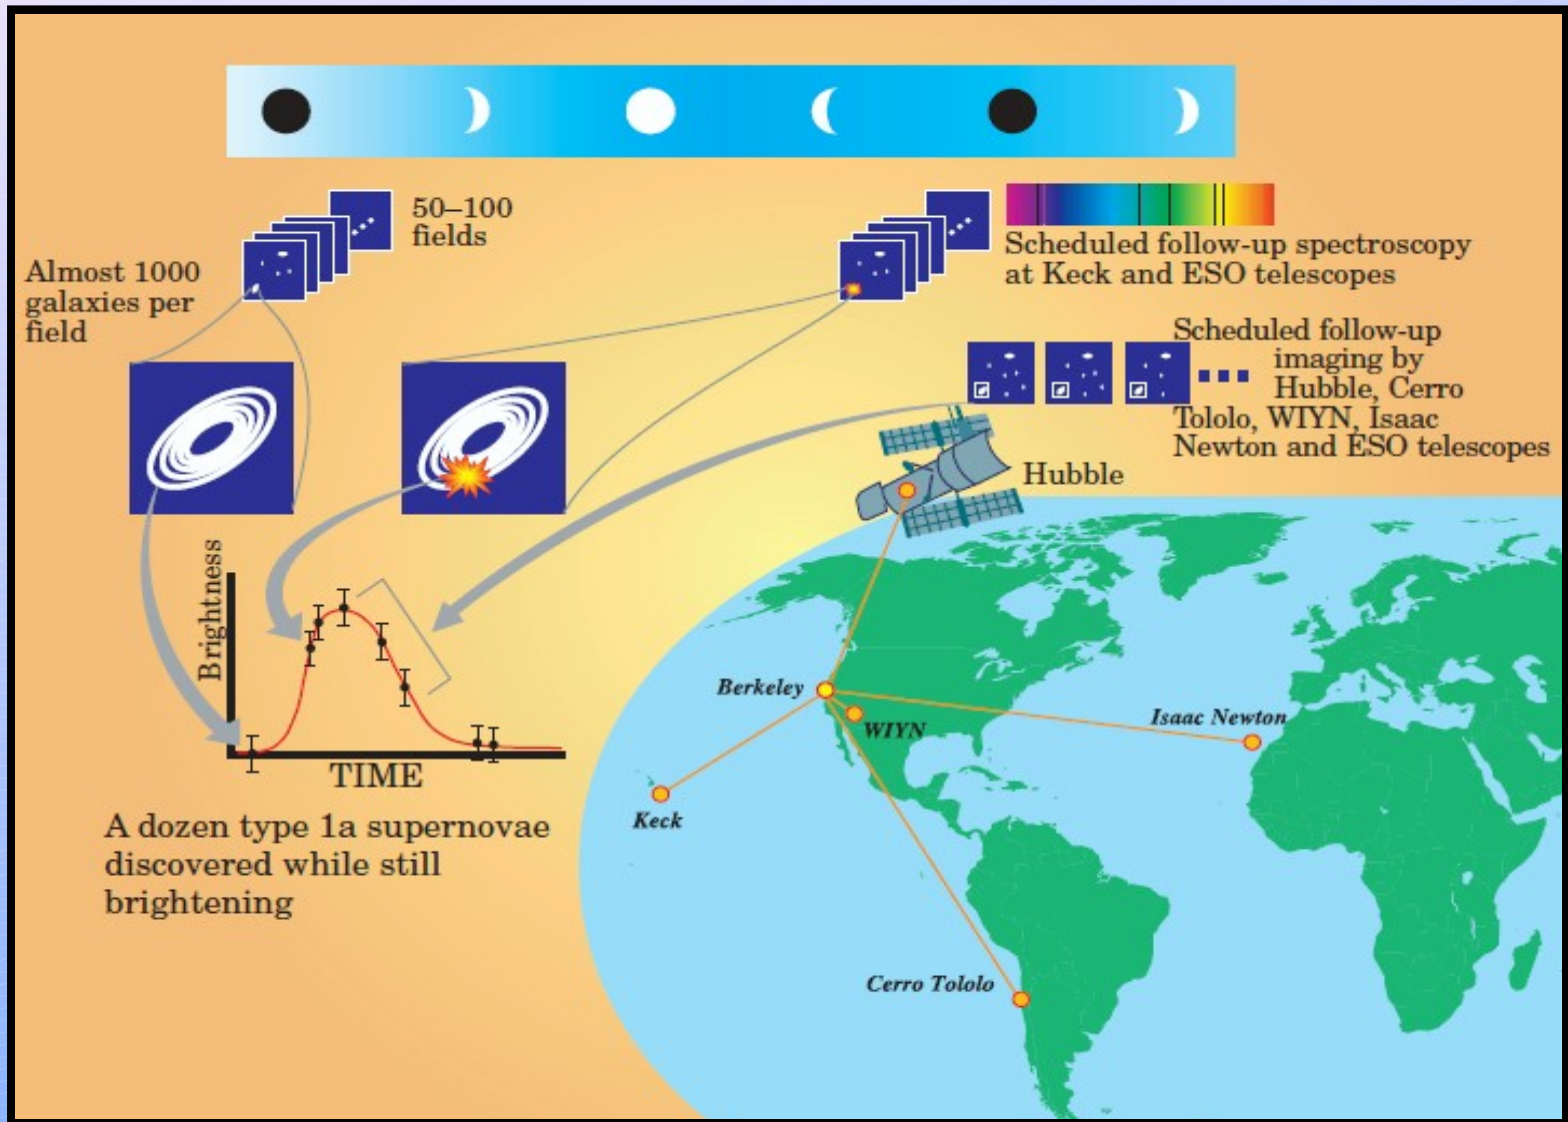 50–100
fields
Almost 1000
galaxies per
field
Scheduled follow-up spectroscopy
at Keck and ESO telescopes
Scheduled follow-up
imaging by
Hubble, Cerro
Tololo, WIYN, Isaac
Newton and ESO telescopes
Hubble
Brightness
TIME
A dozen type 1a supernovae
discovered while still
brightening
Berkeley
WIYN
Isaac Newton
Keck
Cerro Tololo